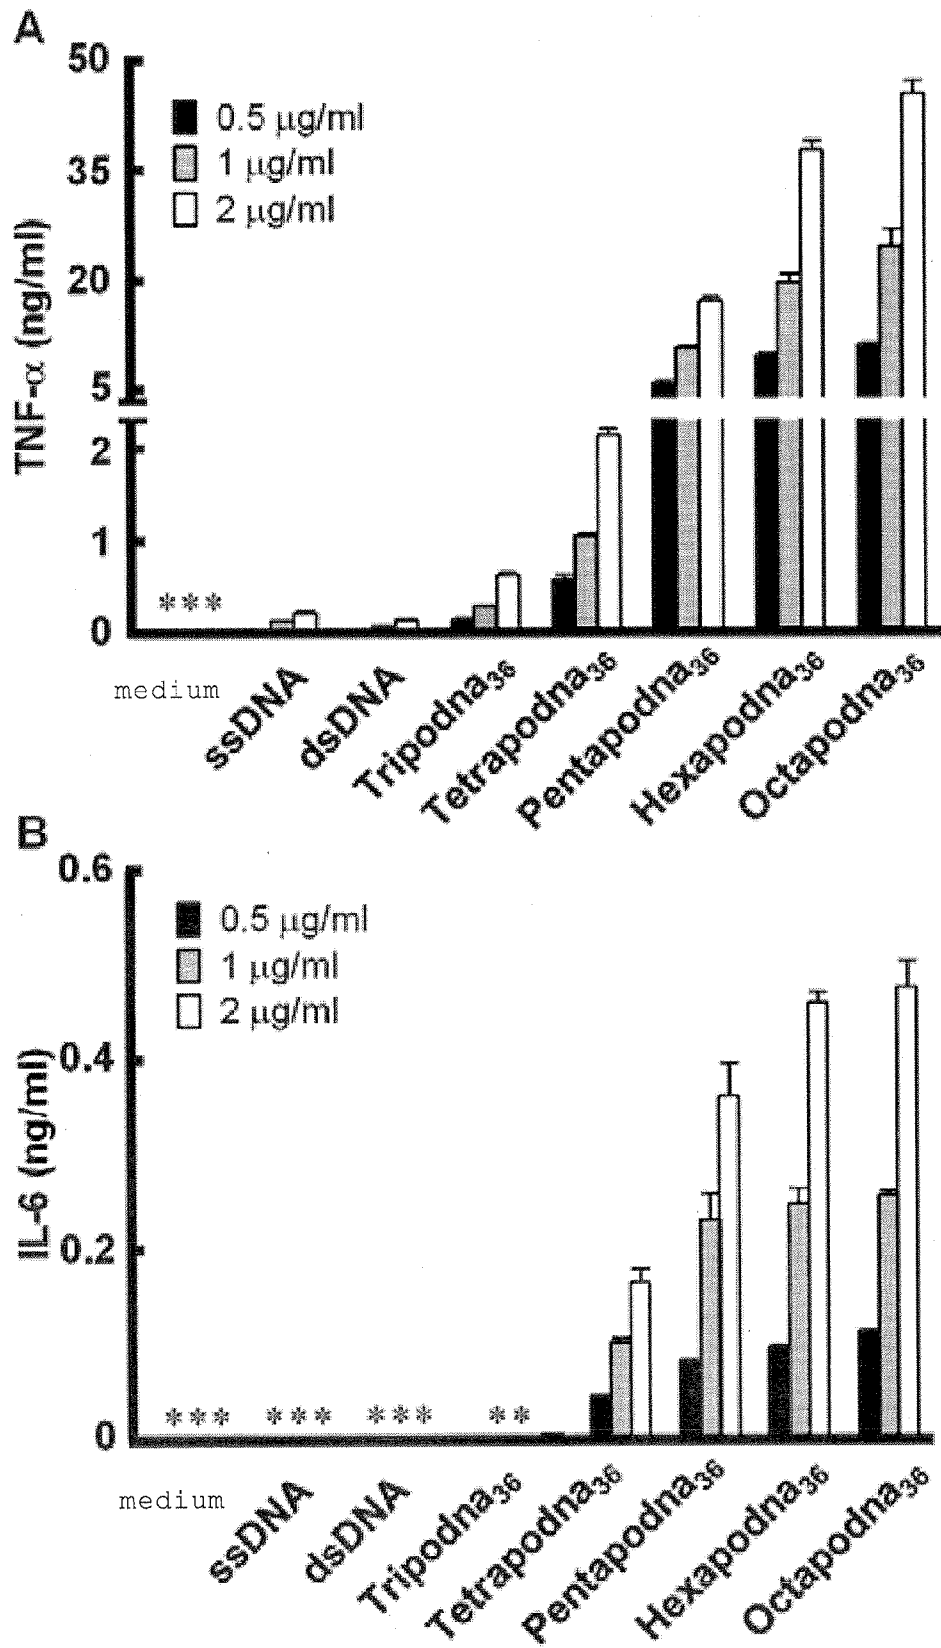 A
50
35
20
5
2
1
0
TNF-α (ng/ml)
0.5 μg/ml
1 μg/ml
2 μg/ml
***
medium
ssDNA
dsDNA
Tripodna36
Tetrapodna36
Pentapodna36
Hexapodna36
Octapodna36
B
0.6
0.4
0.2
0
IL-6 (ng/ml)
0.5 μg/ml
1 μg/ml
2 μg/ml
*** *** *** **
medium
ssDNA
dsDNA
Tripodna36
Tetrapodna36
Pentapodna36
Hexapodna36
Octapodna36